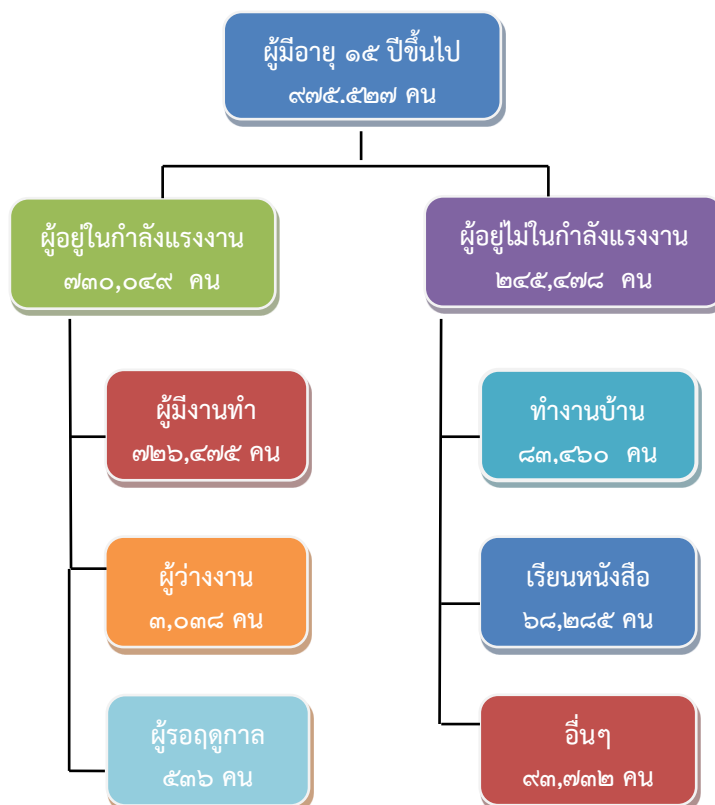 ผู้มีอายุ ๑๕ ปีขึ้นไป
๙๗๕.๕๒๗ คน
ผู้อยู่ในกำลังแรงงาน
๗๓๐,๐๔๙ คน
ผู้มีงานทำ
๗๒๖,๔๗๕ คน
ผู้ว่างงาน
๓,๐๓๘ คน
ผู้รอฤดูกาล
๕๓๖ คน
ผู้อยู่ไม่ในกำลังแรงงาน
๒๔๕,๔๗๘ คน
ทำงานบ้าน
๘๓,๔๖๐ คน
เรียนหนังสือ
๖๘,๒๘๕ คน
อื่นๆ
๙๓,๗๓๒ คน